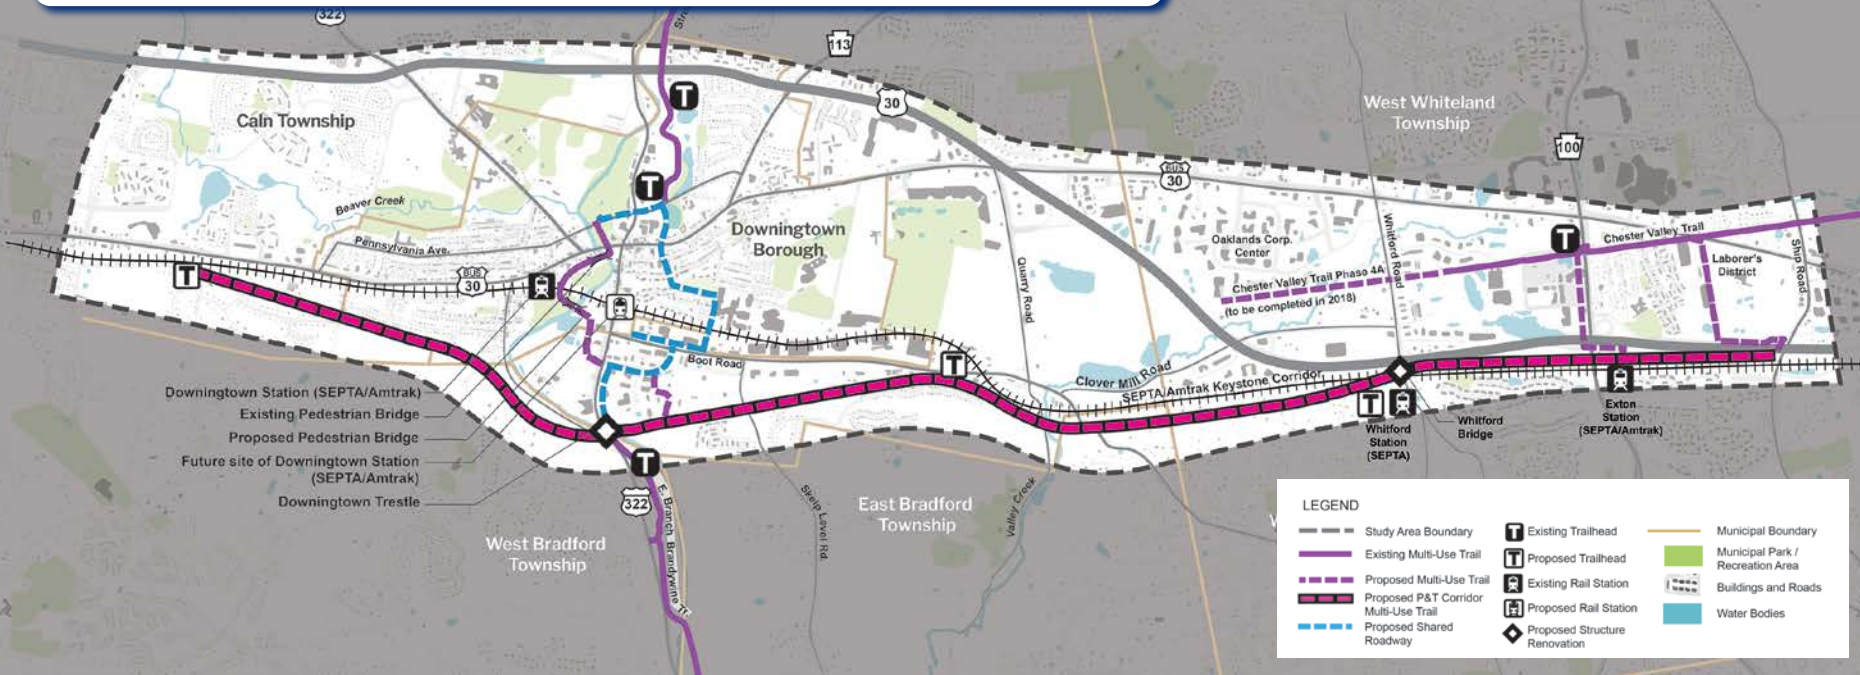 322
Stru
113
30
West Whiteland
Township
Caln Township
100
BUS
30
Beaver Creek
Downingtown
Borough
Pennsylvania Ave.
BUS
30
Oaklands Corp.
Center
Whitford Road
Chester Valley Trail
Laborer's
District
Ship Road
Quarry Road
Chester Valley Trail Phase 4A
(to be completed in 2018)
Boot Road
Clover Mill Road
SEPTA/Amtrak Keystone Corridor
Downingtown Station (SEPTA/Amtrak)
Existing Pedestrian Bridge
Proposed Pedestrian Bridge
Future site of Downingtown Station
(SEPTA/Amtrak)
Downingtown Trestle
Whitford
Station
(SEPTA)
Whitford
Bridge
Exton
Station
(SEPTA/Amtrak)
322
E. Branch Brandywine Tr.
Skelp Level Rd.
Valley Creek
East Bradford
Township
West Bradford
Township
W
LEGEND
Study Area Boundary
Existing Multi-Use Trail
Proposed Multi-Use Trail
Proposed P&T Corridor
Multi-Use Trail
Proposed Shared
Roadway
T Existing Trailhead
T Proposed Trailhead
Existing Rail Station
Proposed Rail Station
Proposed Structure
Renovation
Municipal Boundary
Municipal Park /
Recreation Area
Buildings and Roads
Water Bodies